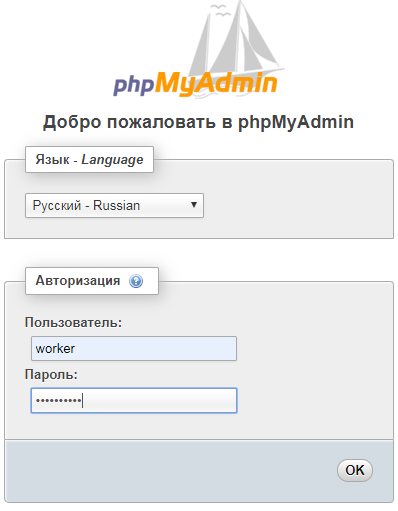 phpMyAdmin
Добро пожаловать в phpMyAdmin
Язык - Language
Русский - Russian
Авторизация
Пользователь:
worker
Пароль:
••••••••••
OK